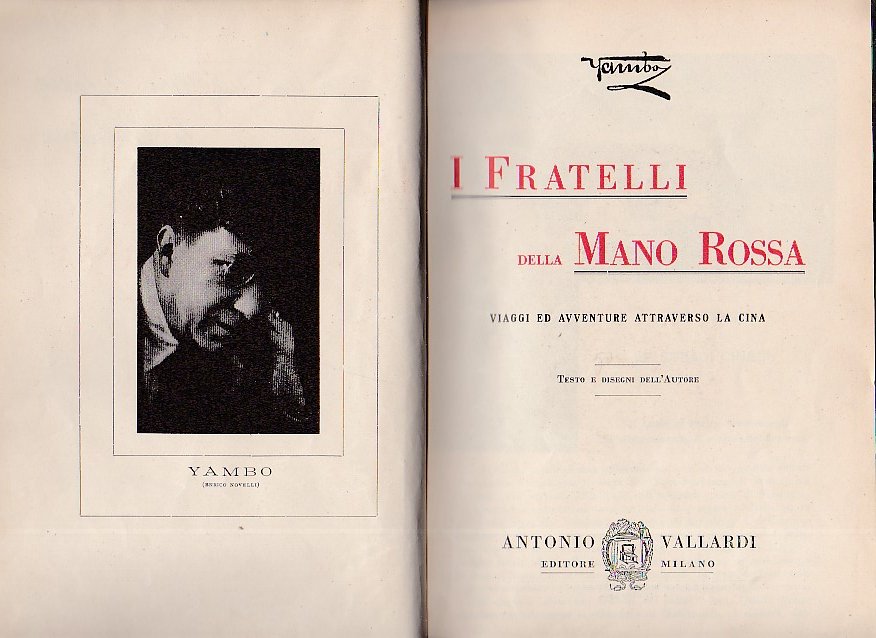 YAMBO
(ENRICO NOVELLI)
Yambo
I FRATELLI
DELLA MANO ROSSA
VIAGGI ED AVVENTURE ATTRAVERSO LA CINA
TESTO E DISEGNI DELL'AUTORE
ANTONIO VALLARDI
EDITORE MILANO